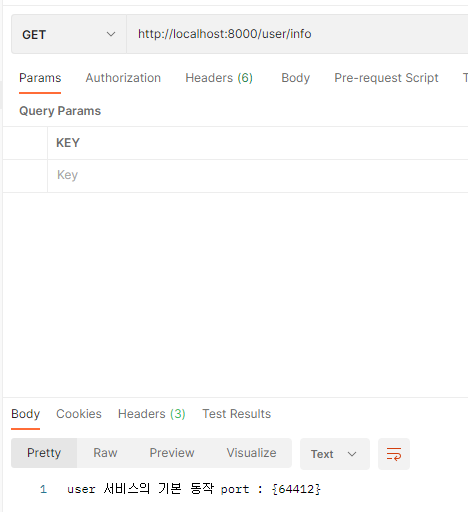 GET http://localhost:8000/user/info
Params Authorization Headers (6) Body Pre-request Script
Query Params
KEY
Key
Body Cookies Headers (3) Test Results
Pretty Raw Preview Visualize Text
1 user 서비스의 기본 동작 port : {64412}